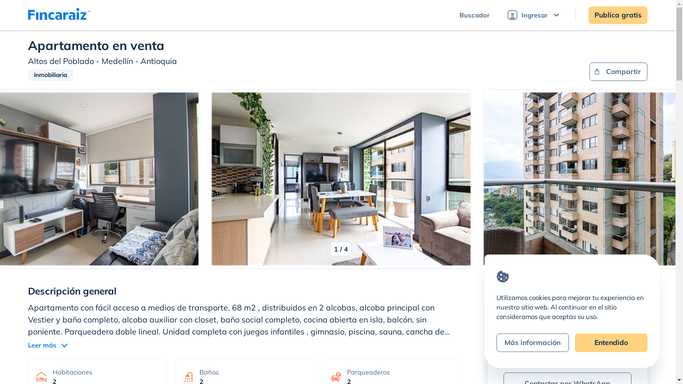 Fincaraiz
Buscador
Ingresar
Publica gratis
Apartamento en venta
Altos del Poblado - Medellín - Antioquia
Inmobiliaria
Compartir
1 / 4
Descripción general
Apartamento con fácil acceso a medios de transporte, 68 m2 , distribuidos en 2 alcobas, alcoba principal con
Vestier y baño completo, alcoba auxiliar con closet, baño social completo, cocina abierta en isla, balcón, sin
poniente. Parqueadero doble lineal. Unidad completa con juegos infantiles , gimnasio, piscina, sauna, cancha de...
Leer más
Habitaciones
2
Baños
2
Parqueaderos
2
Utilizamos cookies para mejorar tu experiencia en
nuestro sitio web. Al continuar en el sitio
consideramos que aceptas su uso.
Más información
Entendido
Contactar por WhatsApp